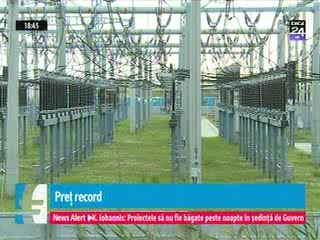 18:45
DIGI
24
Preț record
News Alert K. Iohannis: Proiectele să nu fie băgate peste noapte în ședință de Guvern